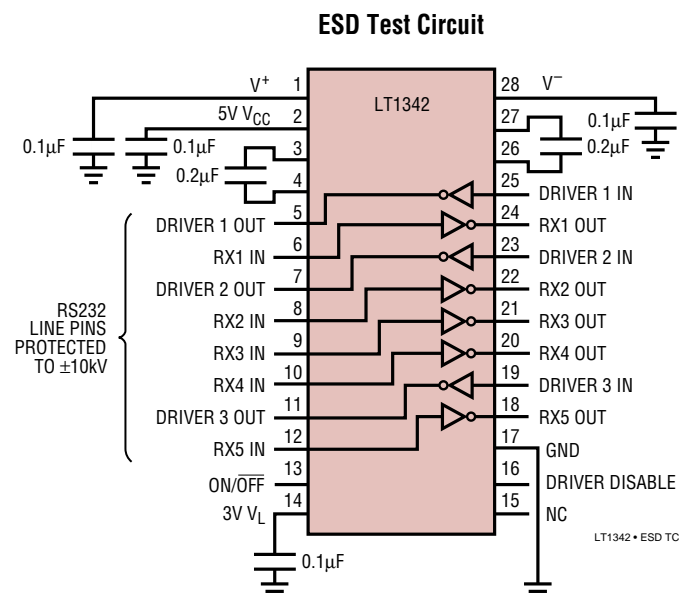 ESD Test Circuit
V+
1
28
V–
LT1342
5V VCC
2
27
0.1µF
0.1µF
0.1µF
3
26
0.2µF
0.2µF
4
25
DRIVER 1 IN
DRIVER 1 OUT
5
24
RX1 OUT
RX1 IN
6
23
DRIVER 2 IN
DRIVER 2 OUT
7
22
RX2 OUT
RX2 IN
8
21
RX3 OUT
RX3 IN
9
20
RX4 OUT
RX4 IN
10
19
DRIVER 3 IN
DRIVER 3 OUT
11
18
RX5 OUT
RX5 IN
12
17
GND
RS232
LINE PINS
PROTECTED
TO ±10kV
ON/O̅F̅F̅
13
16
DRIVER DISABLE
3V VL
14
15
NC
0.1µF
LT1342 • ESD TC